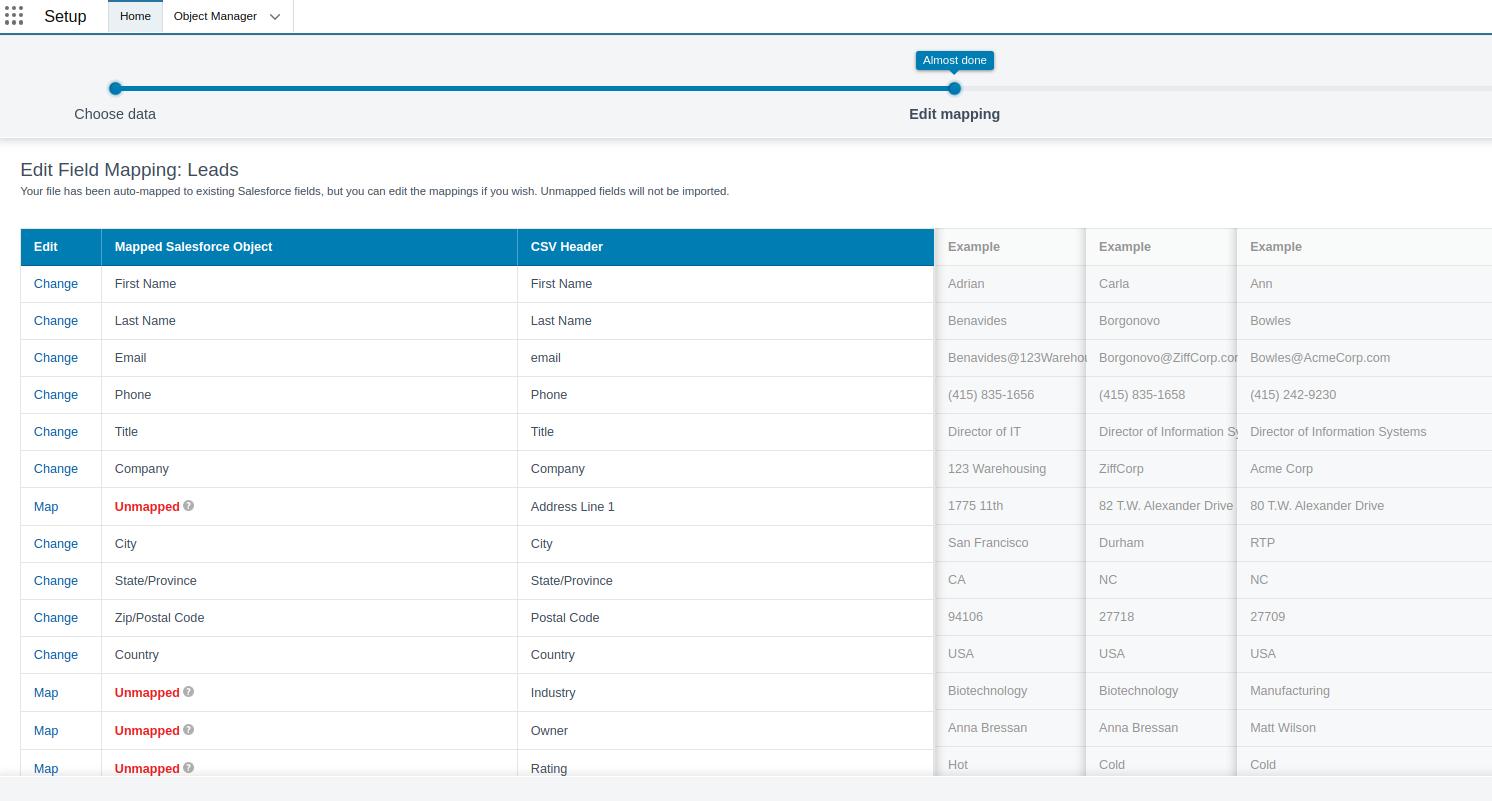 Setup Home Object Manager
Almost done
Choose data Edit mapping
Edit Field Mapping: Leads
Your file has been auto-mapped to existing Salesforce fields, but you can edit the mappings if you wish. Unmapped fields will not be imported.
Edit Mapped Salesforce Object CSV Header Example Example Example
Change First Name First Name Adrian Carla Ann
Change Last Name Last Name Benavides Borgonovo Bowles
Change Email email Benavides@123Warehou Borgonovo@ZiffCorp.cor Bowles@AcmeCorp.com
Change Phone Phone (415) 835-1656 (415) 835-1658 (415) 242-9230
Change Title Title Director of IT Director of Information Sy Director of Information Systems
Change Company Company 123 Warehousing ZiffCorp Acme Corp
Map Unmapped ? Address Line 1 1775 11th 82 T.W. Alexander Drive 80 T.W. Alexander Drive
Change City City San Francisco Durham RTP
Change State/Province State/Province CA NC NC
Change Zip/Postal Code Postal Code 94106 27718 27709
Change Country Country USA USA USA
Map Unmapped ? Industry Biotechnology Biotechnology Manufacturing
Map Unmapped ? Owner Anna Bressan Anna Bressan Matt Wilson
Map Unmapped ? Rating Hot Cold Cold